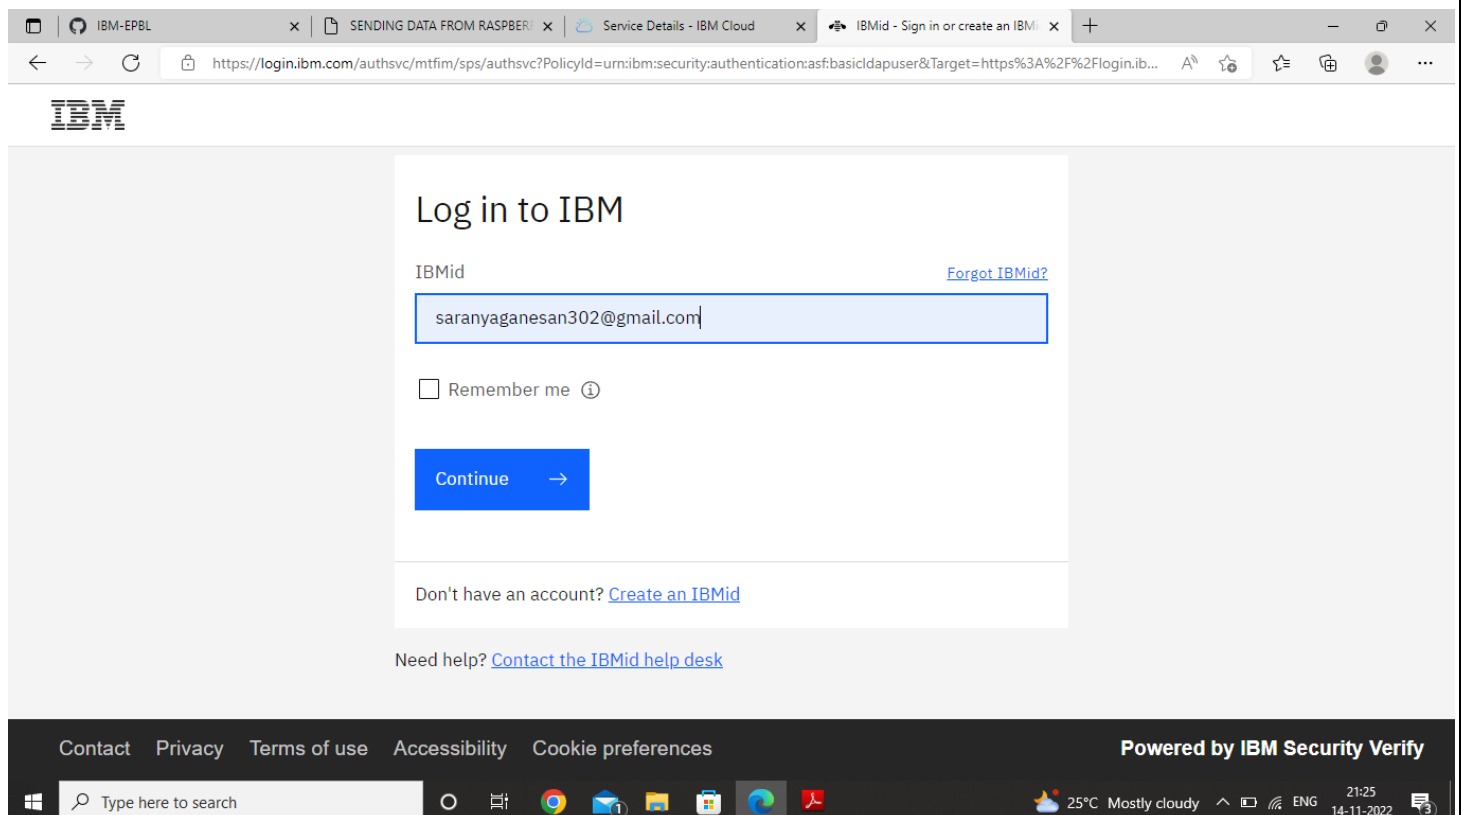 IBM-EPBL
SENDING DATA FROM RASPBER
Service Details - IBM Cloud
IBMid - Sign in or create an IBMi
https://login.ibm.com/authsvc/mtfim/sps/authsvc?PolicyId=urn:ibm:security:authentication:asf:basicldapuser&Target=https%3A%2F%2Flogin.ib...
IBM
Log in to IBM
IBMid
Forgot IBMid?
saranyaganesan302@gmail.com
Remember me
Continue
Don't have an account? Create an IBMid
Need help? Contact the IBMid help desk
Contact Privacy Terms of use Accessibility Cookie preferences
Powered by IBM Security Verify
Type here to search
1
25°C Mostly cloudy
ENG
21:25
14-11-2022
3